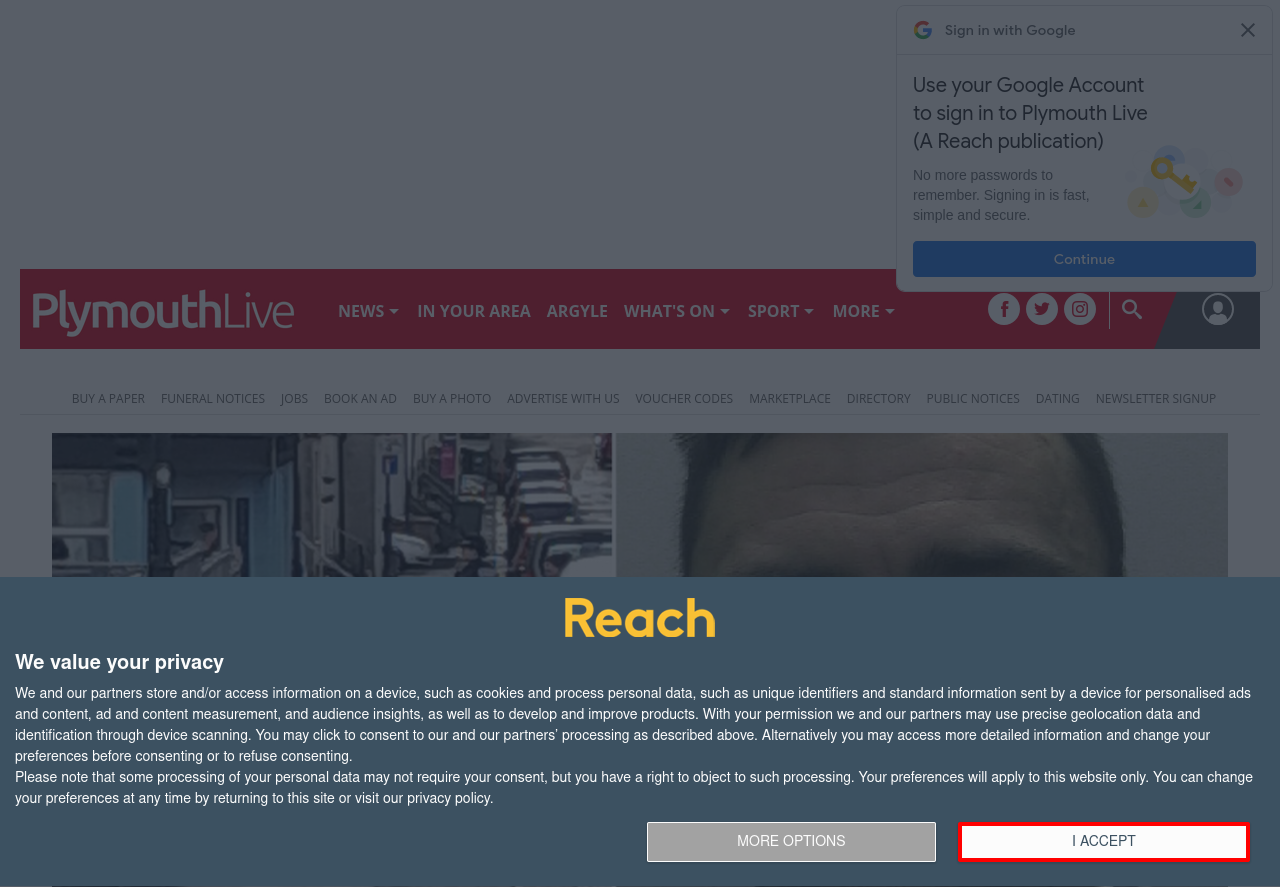 Sign in with Google
Use your Google Account
to sign in to Plymouth Live
(A Reach publication)
No more passwords to
remember. Signing in is fast,
simple and secure.
Continue
PlymouthLive
NEWS IN YOUR AREA ARGYLE WHAT'S ON SPORT MORE
BUY A PAPER FUNERAL NOTICES JOBS BOOK AN AD BUY A PHOTO ADVERTISE WITH US VOUCHER CODES MARKETPLACE DIRECTORY PUBLIC NOTICES DATING NEWSLETTER SIGNUP
Reach
We value your privacy
We and our partners store and/or access information on a device, such as cookies and process personal data, such as unique identifiers and standard information sent by a device for personalised ads
and content, ad and content measurement, and audience insights, as well as to develop and improve products. With your permission we and our partners may use precise geolocation data and
identification through device scanning. You may click to consent to our and our partners’ processing as described above. Alternatively you may access more detailed information and change your
preferences before consenting or to refuse consenting.
Please note that some processing of your personal data may not require your consent, but you have a right to object to such processing. Your preferences will apply to this website only. You can change
your preferences at any time by returning to this site or visit our privacy policy.
MORE OPTIONS I ACCEPT